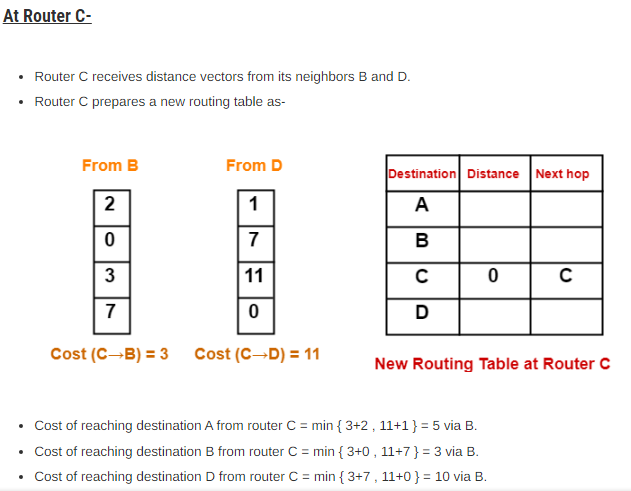 At Router C-
• Router C receives distance vectors from its neighbors B and D.
• Router C prepares a new routing table as-
From B From D
Destination Distance Next hop
2 1 A
0 7 B
3 11 C 0 C
7 0 D
Cost (C→B) = 3 Cost (C→D) = 11
New Routing Table at Router C
• Cost of reaching destination A from router C = min { 3+2 , 11+1 } = 5 via B.
• Cost of reaching destination B from router C = min { 3+0 , 11+7 } = 3 via B.
• Cost of reaching destination D from router C = min { 3+7 , 11+0 } = 10 via B.